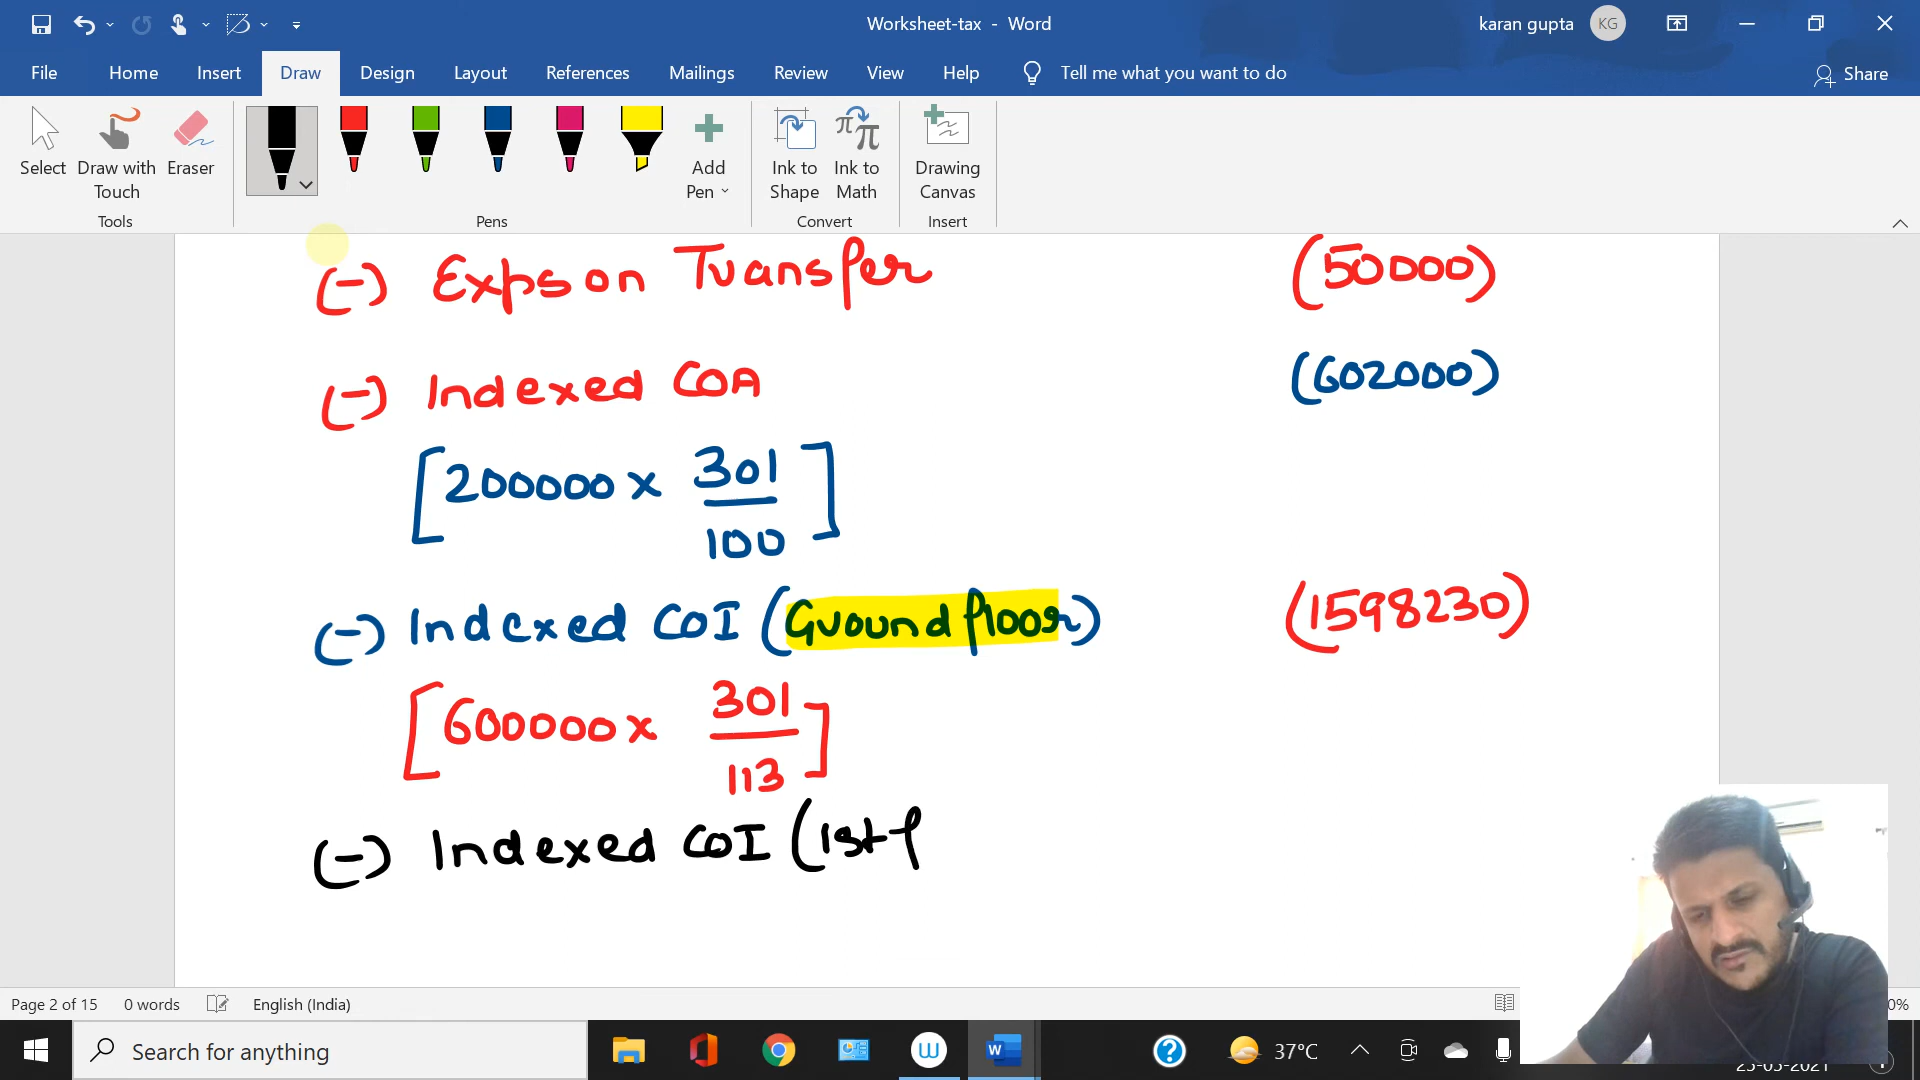 Worksheet-tax - Word
karan gupta KG
File Home Insert Draw Design Layout References Mailings Review View Help Tell me what you want to do Share
Select Draw with Touch Eraser Add Pen Ink to Shape Ink to Math Drawing Canvas
Tools Pens Convert Insert
(-) Exps on Transfer (50000)
(-) Indexed COA (602000)
[200000 x 301/100]
(-) Indexed COI (Ground floor) (1598230)
[600000 x 301/113]
(-) Indexed COI (1st f
Page 2 of 15 0 words English (India) 0%
Search for anything 37°C